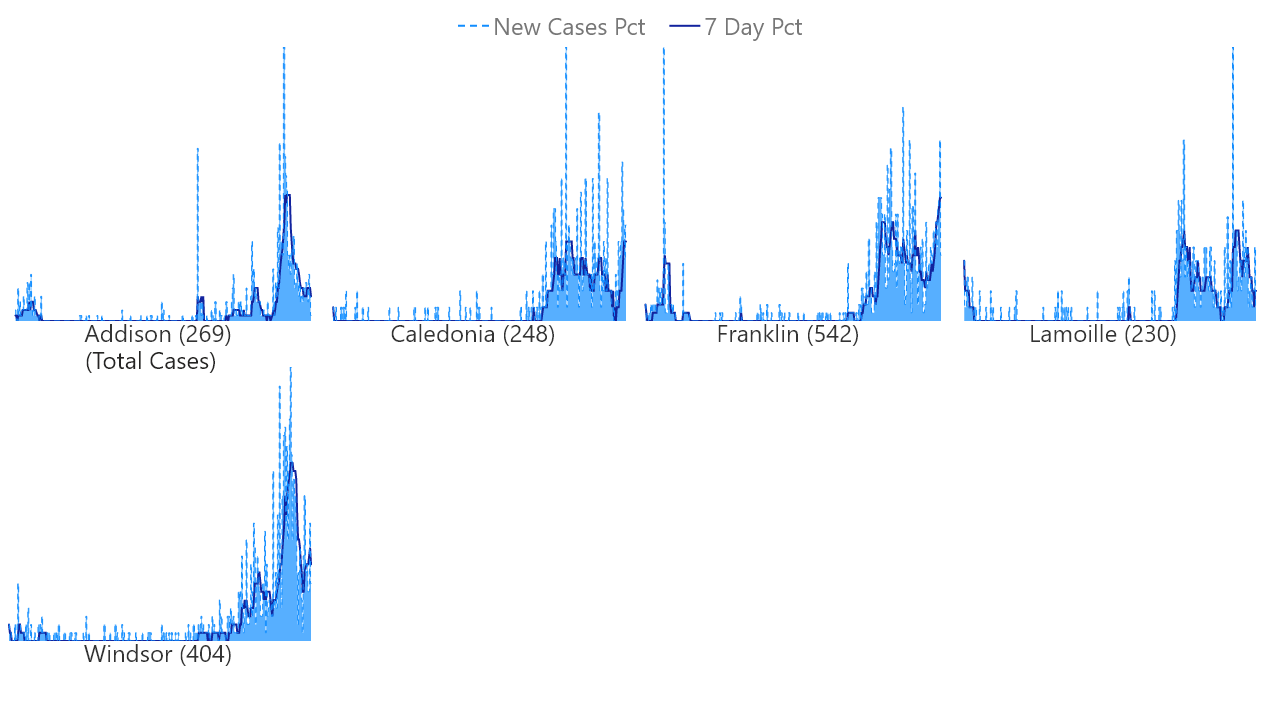 New Cases Pct 7 Day Pct
Addison (269)
(Total Cases)
Caledonia (248)
Franklin (542)
Lamoille (230)
Windsor (404)